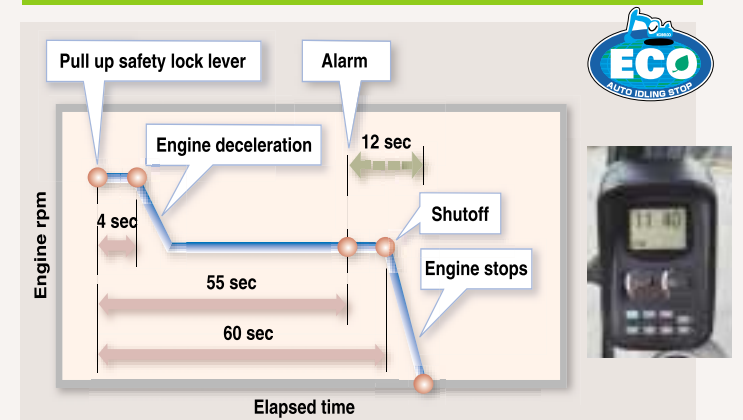 Pull up safety lock lever
Alarm
ECO
AUTO IDLING STOP
Engine deceleration
12 sec
11:40
4 sec
Shutoff
Engine rpm
Engine stops
55 sec
60 sec
Elapsed time